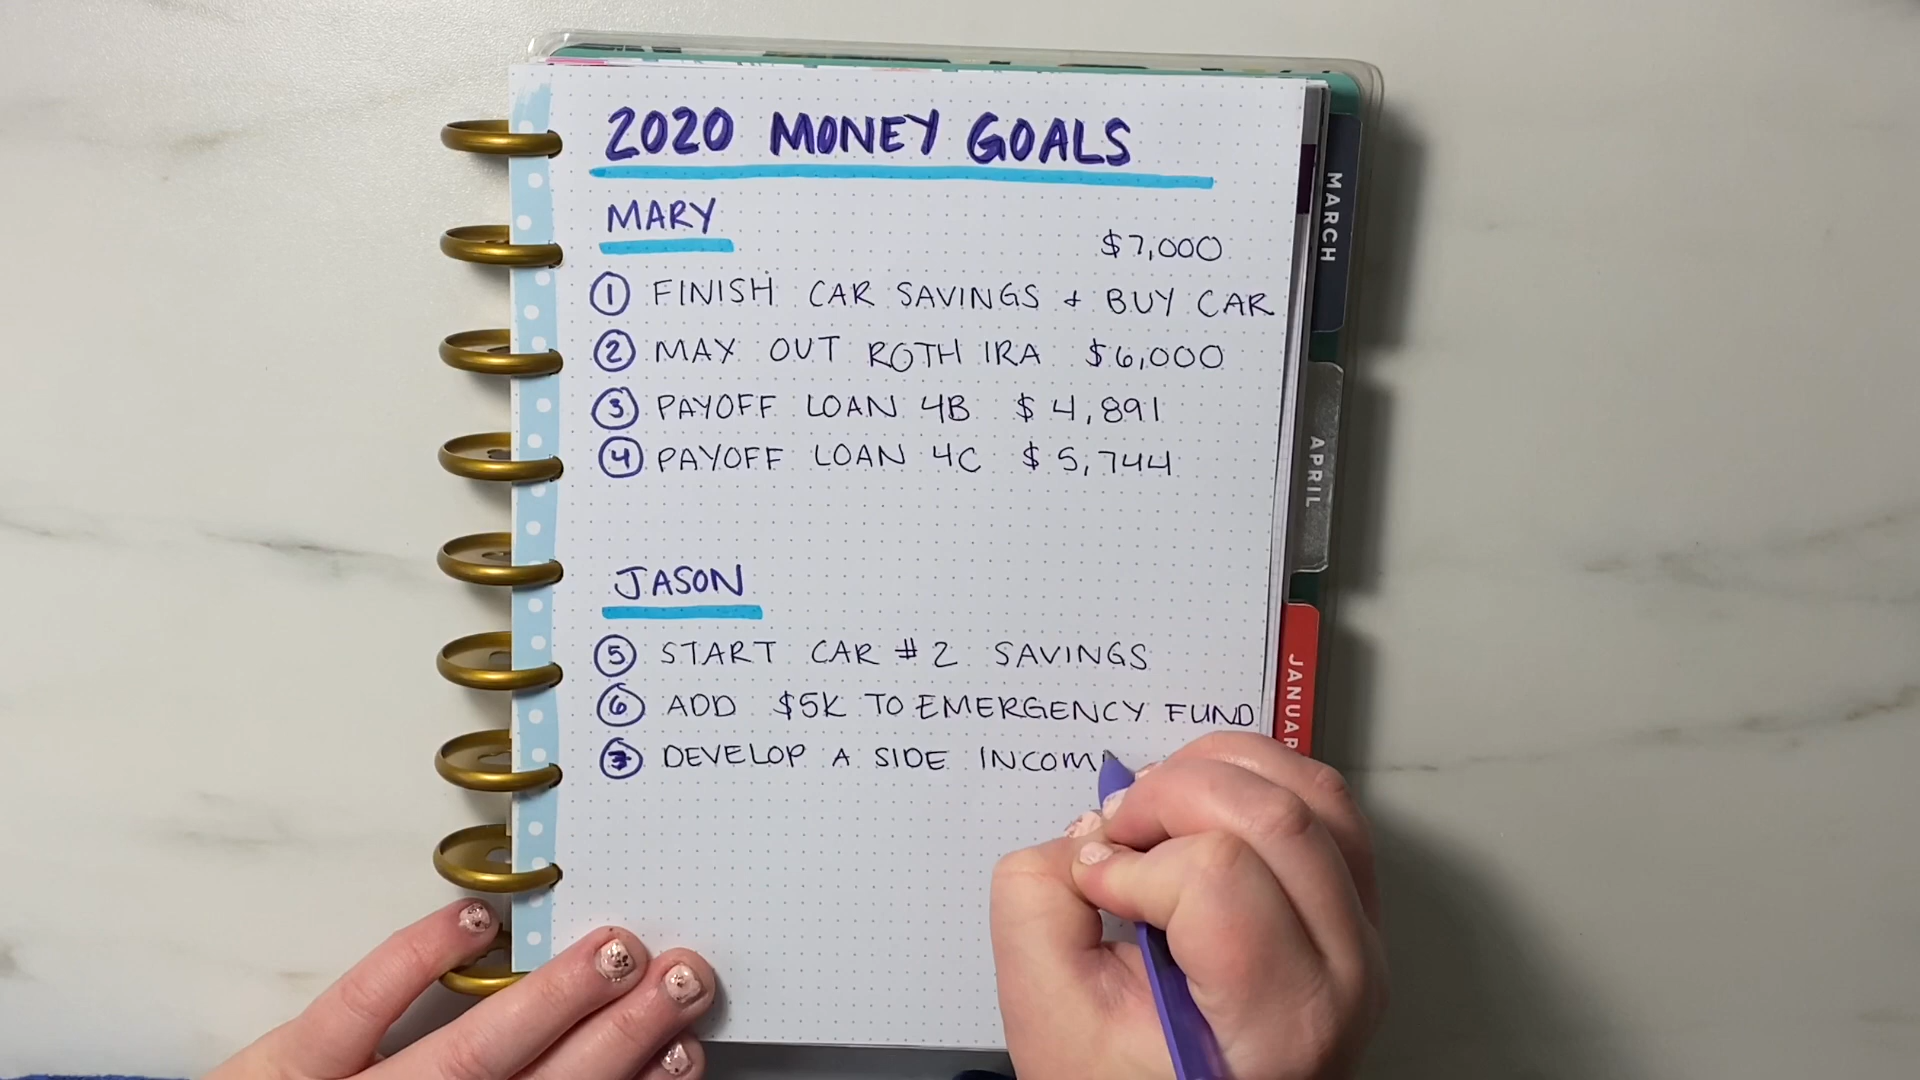 2020 MONEY GOALS
MARY
$7,000
1 FINISH CAR SAVINGS + BUY CAR
2 MAX OUT ROTH IRA $6,000
3 PAYOFF LOAN 4B $4,891
4 PAYOFF LOAN 4C $5,744
JASON
5 START CAR #2 SAVINGS
6 ADD $5K TO EMERGENCY FUND
7 DEVELOP A SIDE INCOM
MARCH
APRIL
JANUAR